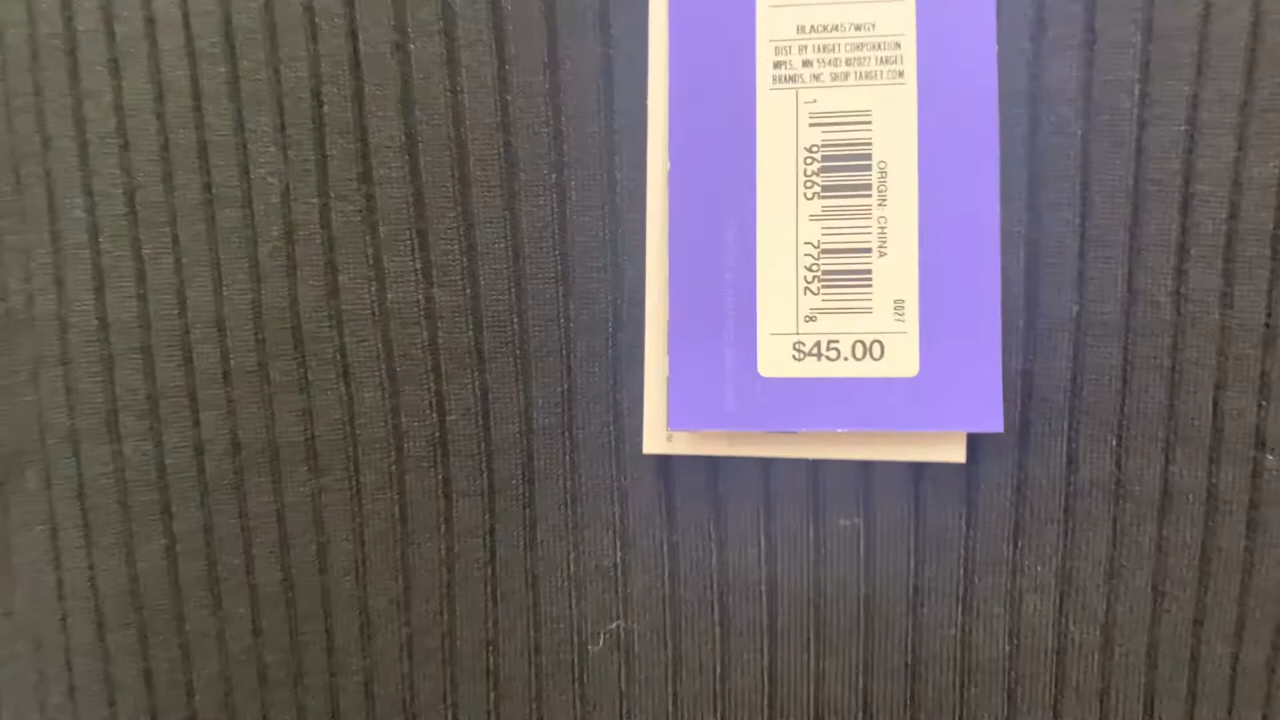 BLACK/457WGY
DIST. BY TARGET CORPORATION
MPLS., MN 55403 ©2022 TARGET
BRANDS, INC. SHOP TARGET.COM
1 96365 77952 8
ORIGIN: CHINA
0027
$45.00